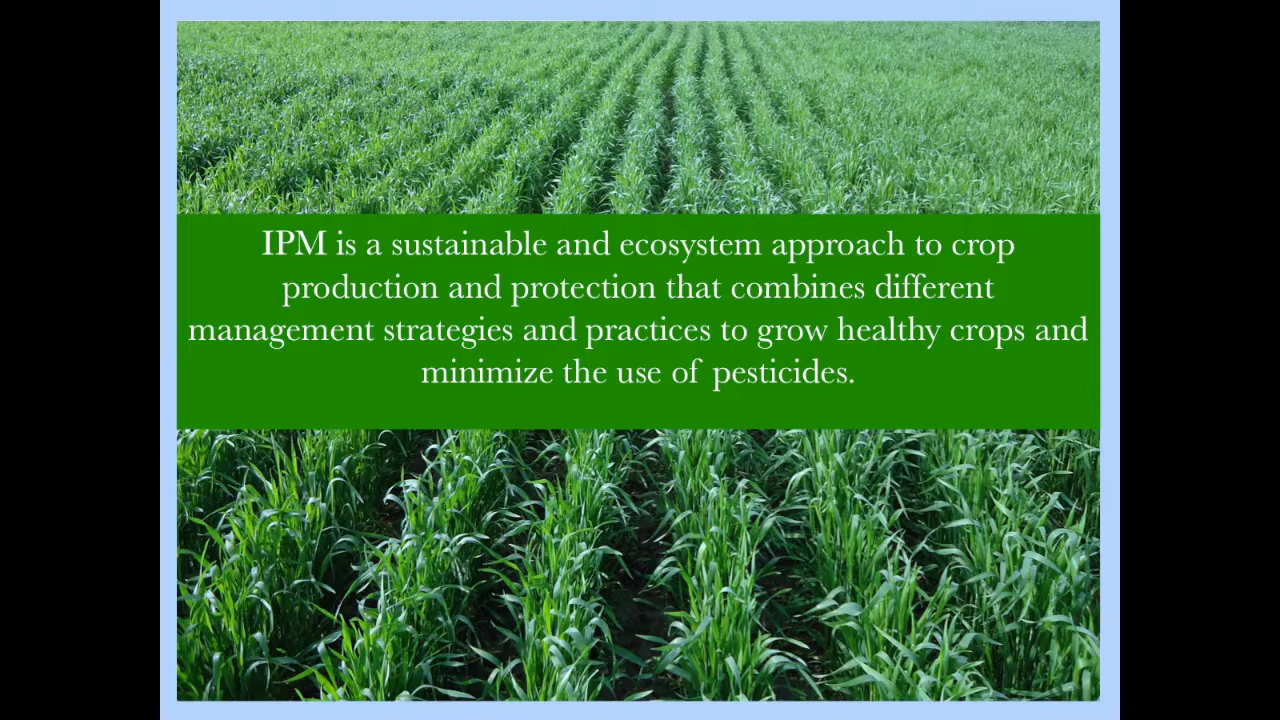 IPM is a sustainable and ecosystem approach to crop
production and protection that combines different
management strategies and practices to grow healthy crops and
minimize the use of pesticides.